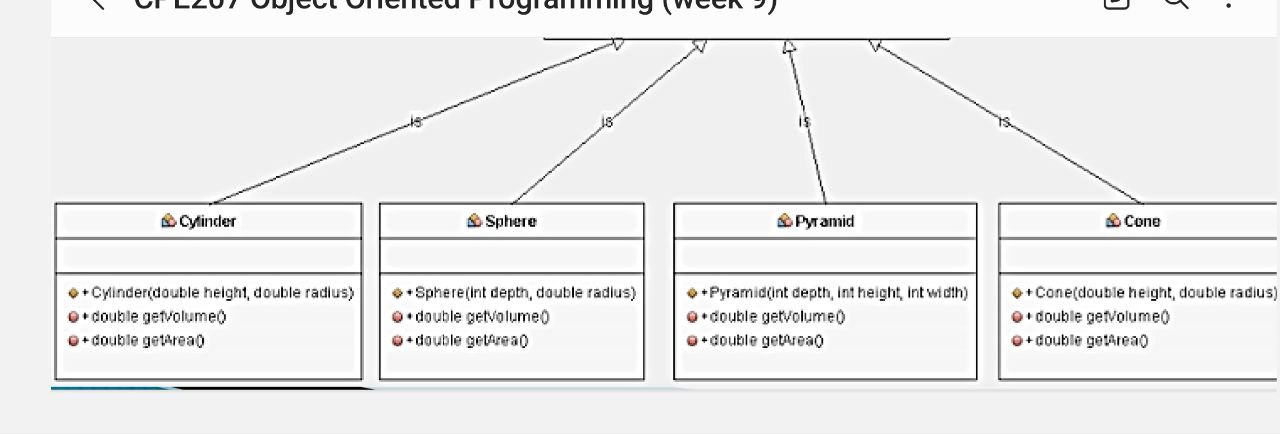 CPE207 Object Oriented Programming (week 9)
is is is is
Cylinder
+Cylinder(double height, double radius)
+double getVolume()
+double getArea()
Sphere
+Sphere(int depth, double radius)
+double getVolume()
+double getArea()
Pyramid
+Pyramid(int depth, int height, int width)
+double getVolume()
+double getArea()
Cone
+Cone(double height, double radius)
+double getVolume()
+double getArea()